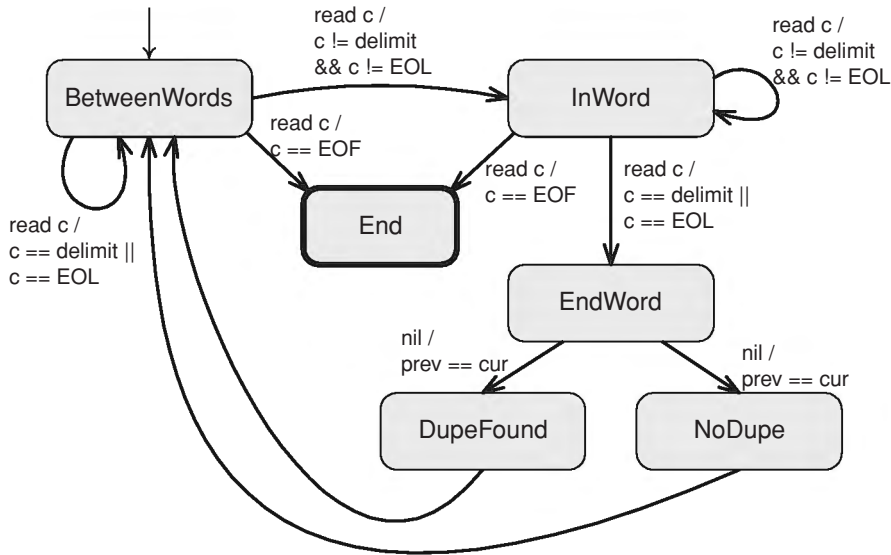 read c /
c != delimit
&& c != EOL
read c /
c != delimit
&& c != EOL
BetweenWords
InWord
read c /
c == EOF
read c /
c == EOF
read c /
c == delimit ||
c == EOL
End
read c /
c == delimit ||
c == EOL
EndWord
nil /
prev == cur
nil /
prev == cur
DupeFound
NoDupe